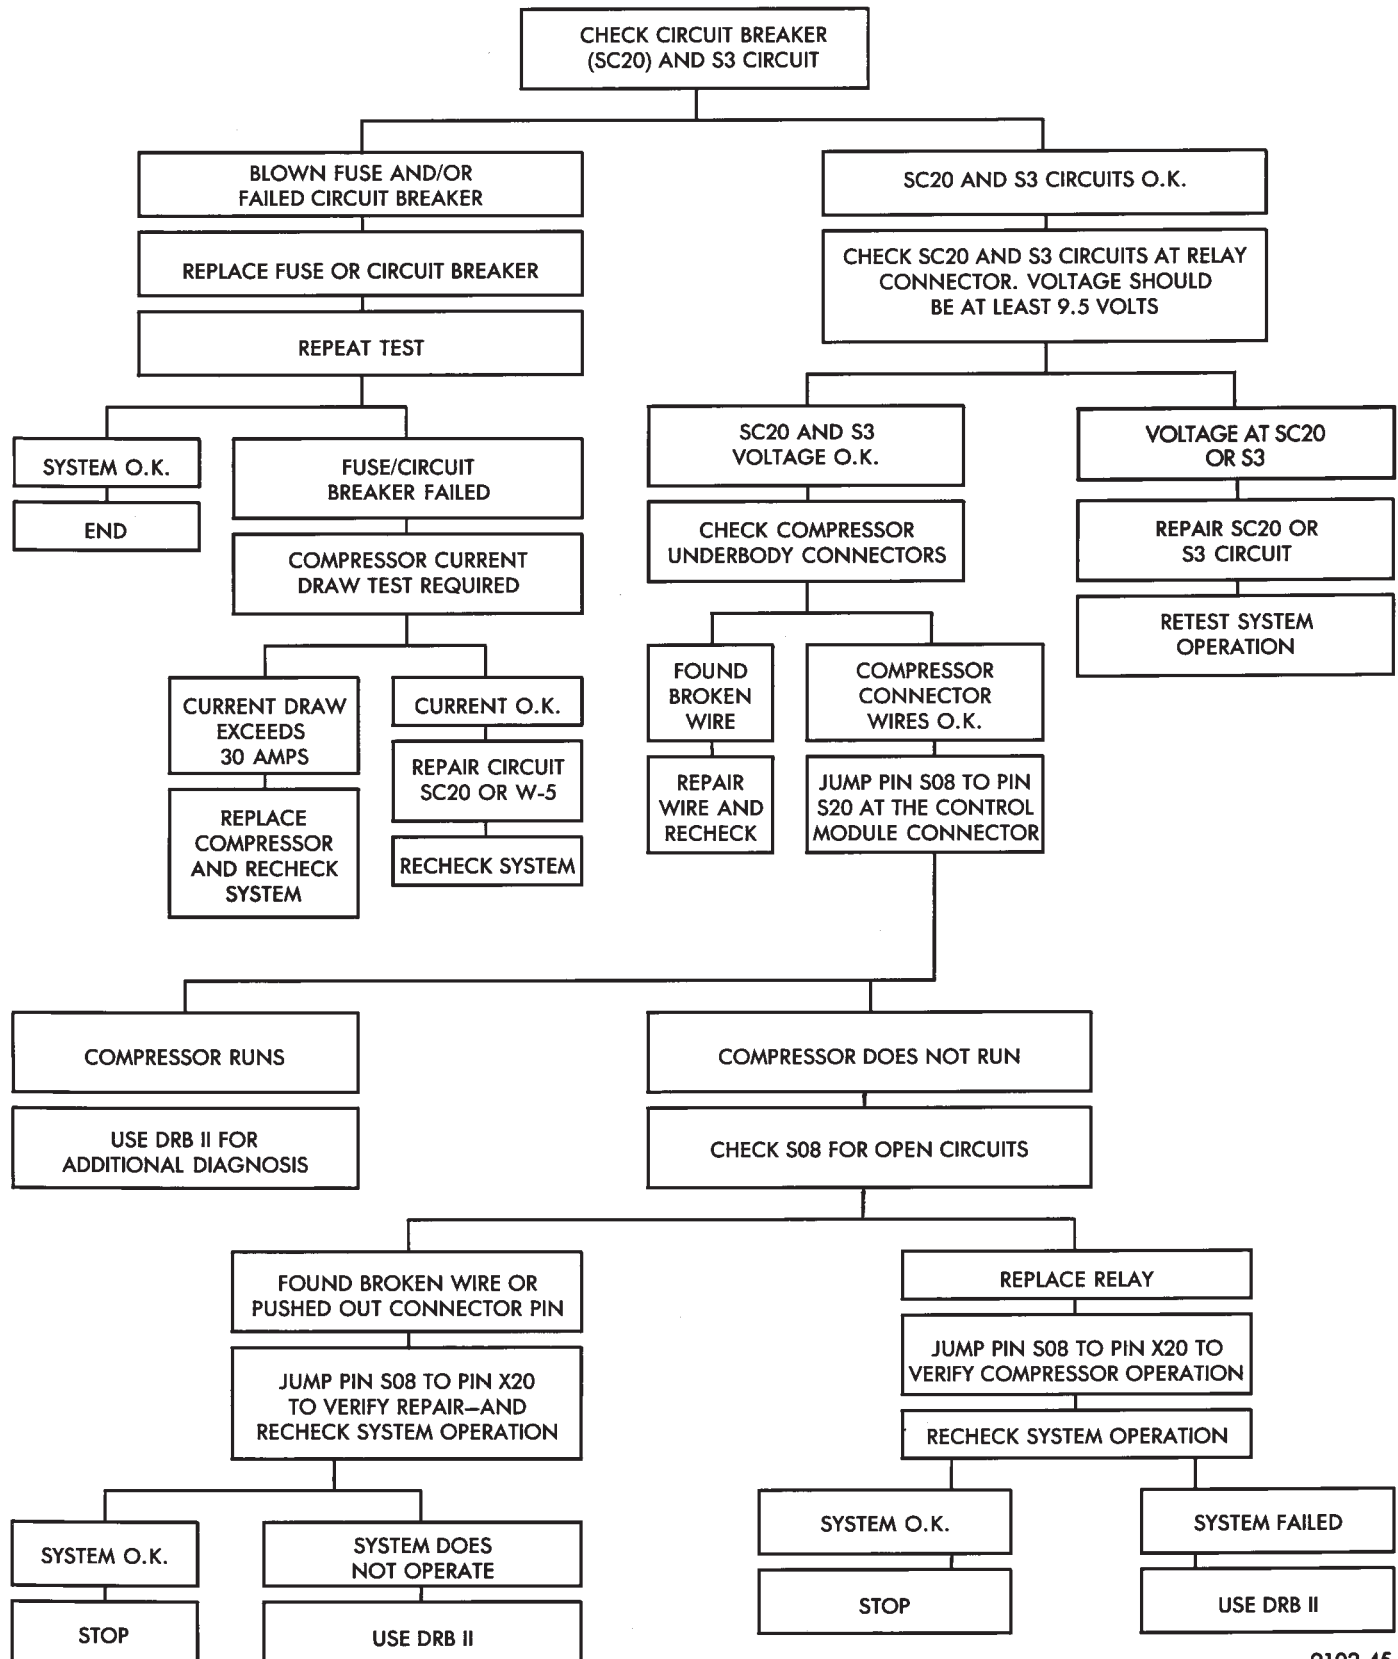 CHECK CIRCUIT BREAKER
(SC20) AND S3 CIRCUIT
BLOWN FUSE AND/OR
FAILED CIRCUIT BREAKER
REPLACE FUSE OR CIRCUIT BREAKER
REPEAT TEST
SYSTEM O.K.
END
FUSE/CIRCUIT
BREAKER FAILED
COMPRESSOR CURRENT
DRAW TEST REQUIRED
CURRENT DRAW
EXCEEDS
30 AMPS
REPLACE
COMPRESSOR
AND RECHECK
SYSTEM
CURRENT O.K.
REPAIR CIRCUIT
SC20 OR W-5
RECHECK SYSTEM
SC20 AND S3 CIRCUITS O.K.
CHECK SC20 AND S3 CIRCUITS AT RELAY
CONNECTOR. VOLTAGE SHOULD
BE AT LEAST 9.5 VOLTS
SC20 AND S3
VOLTAGE O.K.
CHECK COMPRESSOR
UNDERBODY CONNECTORS
FOUND
BROKEN
WIRE
REPAIR
WIRE AND
RECHECK
COMPRESSOR
CONNECTOR
WIRES O.K.
JUMP PIN S08 TO PIN
S20 AT THE CONTROL
MODULE CONNECTOR
VOLTAGE AT SC20
OR S3
REPAIR SC20 OR
S3 CIRCUIT
RETEST SYSTEM
OPERATION
COMPRESSOR RUNS
USE DRB II FOR
ADDITIONAL DIAGNOSIS
COMPRESSOR DOES NOT RUN
CHECK S08 FOR OPEN CIRCUITS
FOUND BROKEN WIRE OR
PUSHED OUT CONNECTOR PIN
JUMP PIN S08 TO PIN X20
TO VERIFY REPAIR—AND
RECHECK SYSTEM OPERATION
SYSTEM O.K.
STOP
SYSTEM DOES
NOT OPERATE
USE DRB II
REPLACE RELAY
JUMP PIN S08 TO PIN X20 TO
VERIFY COMPRESSOR OPERATION
RECHECK SYSTEM OPERATION
SYSTEM O.K.
STOP
SYSTEM FAILED
USE DRB II